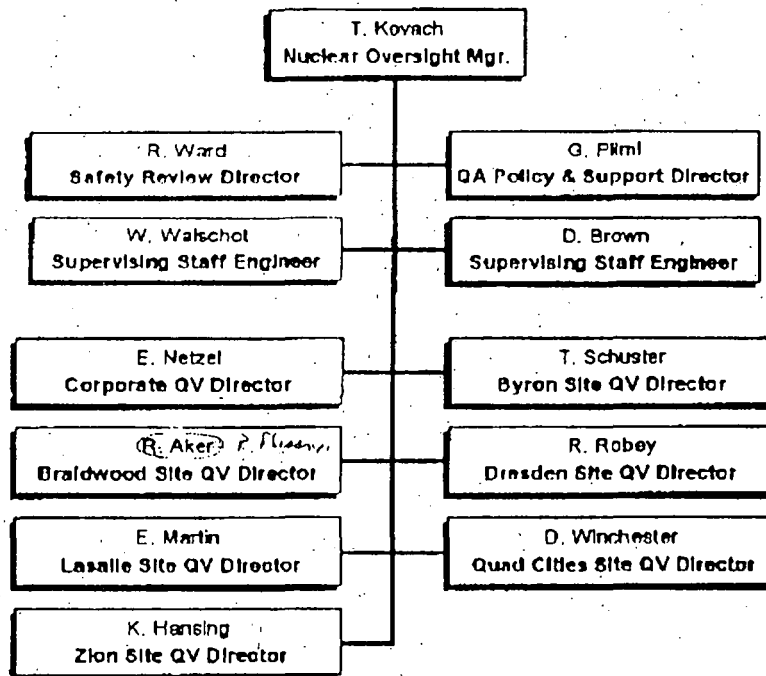 T. Kovach
Nuclear Oversight Mgr.
R. Ward
Safety Review Director
G. Pliml
QA Policy & Support Director
W. Walschot
Supervising Staff Engineer
D. Brown
Supervising Staff Engineer
E. Netzel
Corporate QV Director
T. Schuster
Byron Site QV Director
R. Aker P.
Braidwood Site QV Director
R. Robey
Dresden Site QV Director
E. Martin
Lasalle Site QV Director
D. Winchester
Quad Cities Site QV Director
K. Hansing
Zion Site QV Director